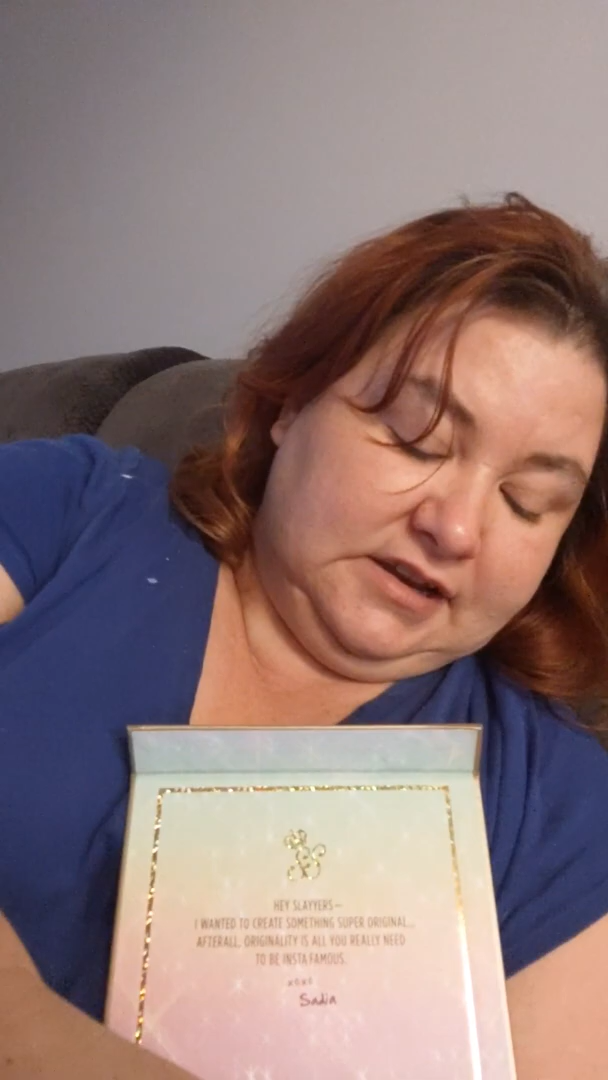 HEY SLAYYERS—
I WANTED TO CREATE SOMETHING SUPER ORIGINAL...
AFTERALL, ORIGINALITY IS ALL YOU REALLY NEED
TO BE INSTA FAMOUS.
XOXO
Sadia